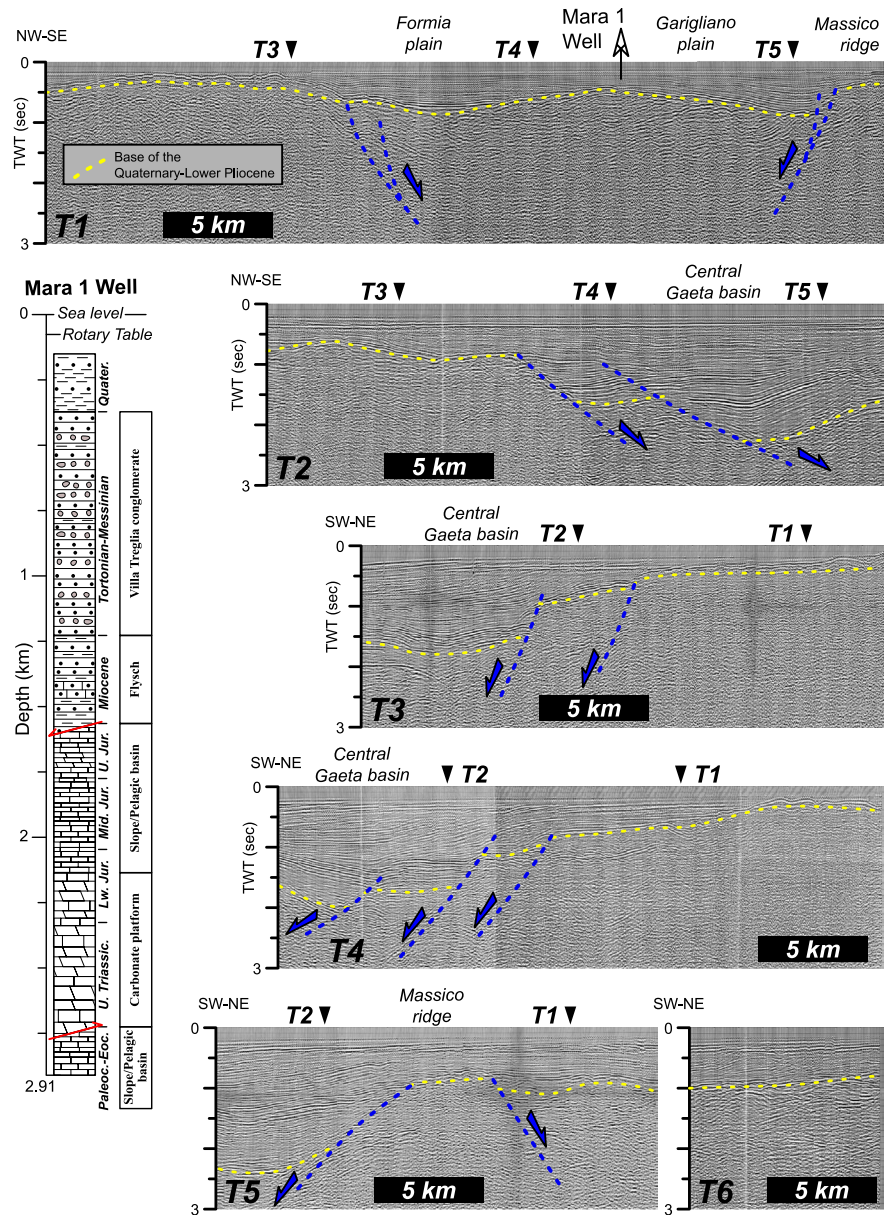 NW-SE
T3
Formia
plain
T4
Mara 1
Well
Garigliano
plain
T5
Massico
ridge
0
TWT (sec)
3
Base of the
Quaternary-Lower Pliocene
T1
5 km
Mara 1 Well
0
Sea level
Rotary Table
Depth (km)
1
2
2.91
Quater.
Tortonian-Messinian
Miocene
U. Jur.
Mid. Jur.
Lw. Jur.
U. Triassic.
Paleoc.-Eoc.
Villa Treglia conglomerate
Flysch
Slope/Pelagic basin
Carbonate platform
Slope/Pelagic
basin
NW-SE
T3
T4
Central
Gaeta basin
T5
0
TWT (sec)
3
T2
5 km
SW-NE
Central
Gaeta basin
T2
T1
0
TWT (sec)
3
T3
5 km
SW-NE
Central
Gaeta basin
T2
T1
0
TWT (sec)
3
T4
5 km
SW-NE
T2
Massico
ridge
T1
0
TWT (sec)
3
T5
5 km
SW-NE
0
3
T6
5 km